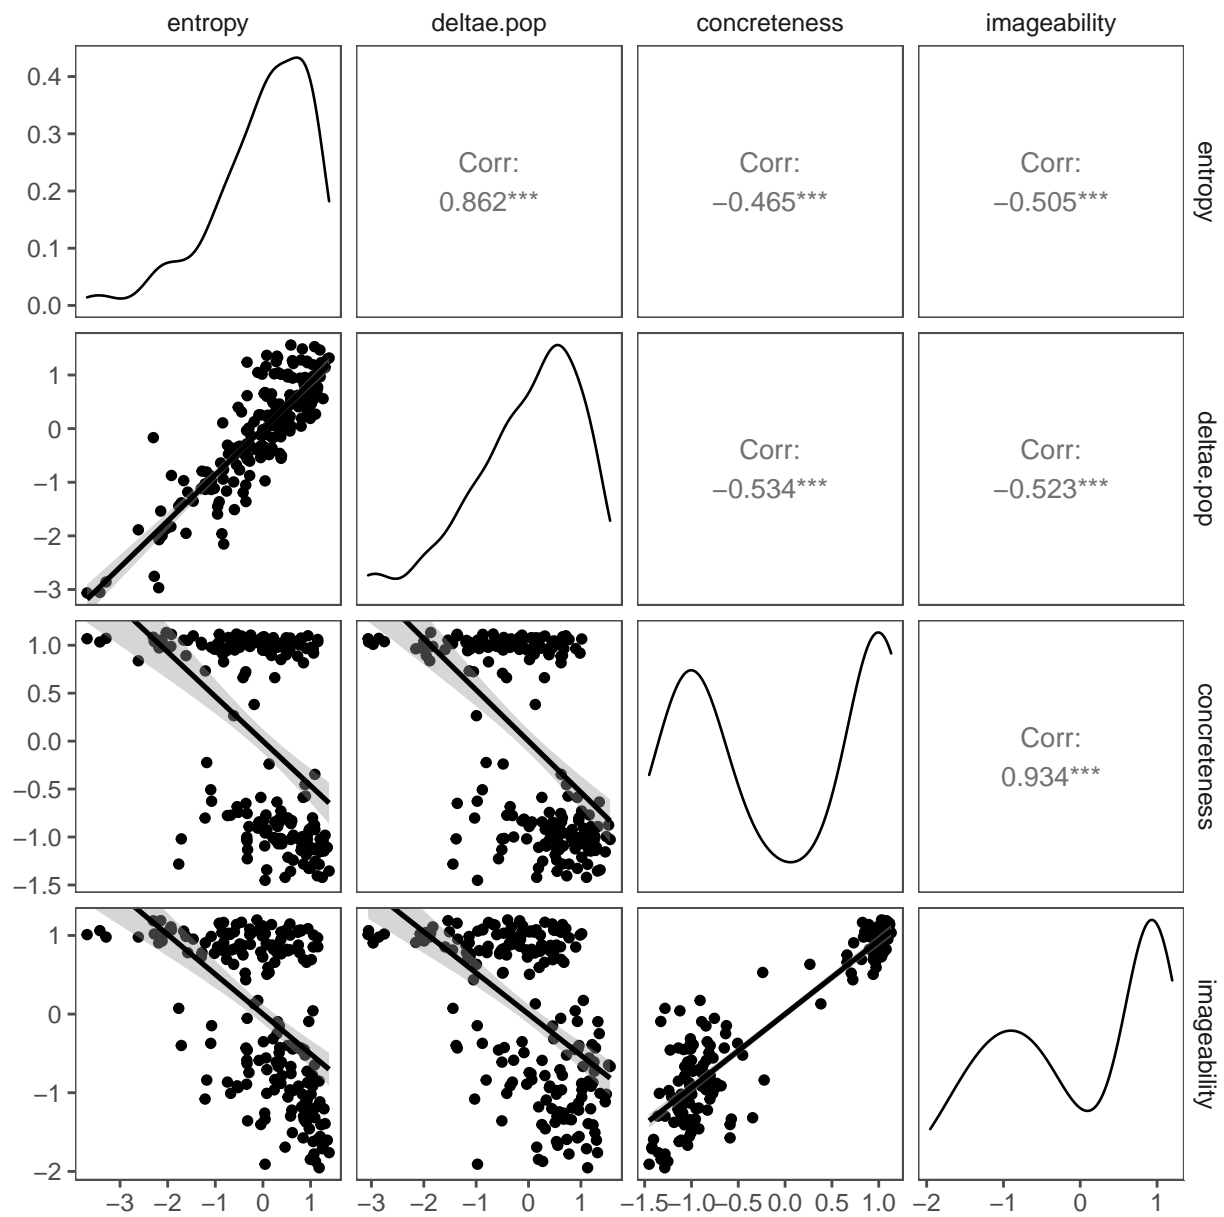 entropy deltae.pop concreteness imageability
0.4
0.3
0.2
0.1
0.0
Corr:
0.862***
Corr:
−0.465***
Corr:
−0.505***
entropy
1
0
−1
−2
−3
Corr:
−0.534***
Corr:
−0.523***
deltae.pop
1.0
0.5
0.0
−0.5
−1.0
−1.5
Corr:
0.934***
concreteness
1
0
−1
−2
imageability
−3 −2 −1 0 1 −3 −2 −1 0 1 −1.5 −1.0 −0.5 0.0 0.5 1.0 −2 −1 0 1